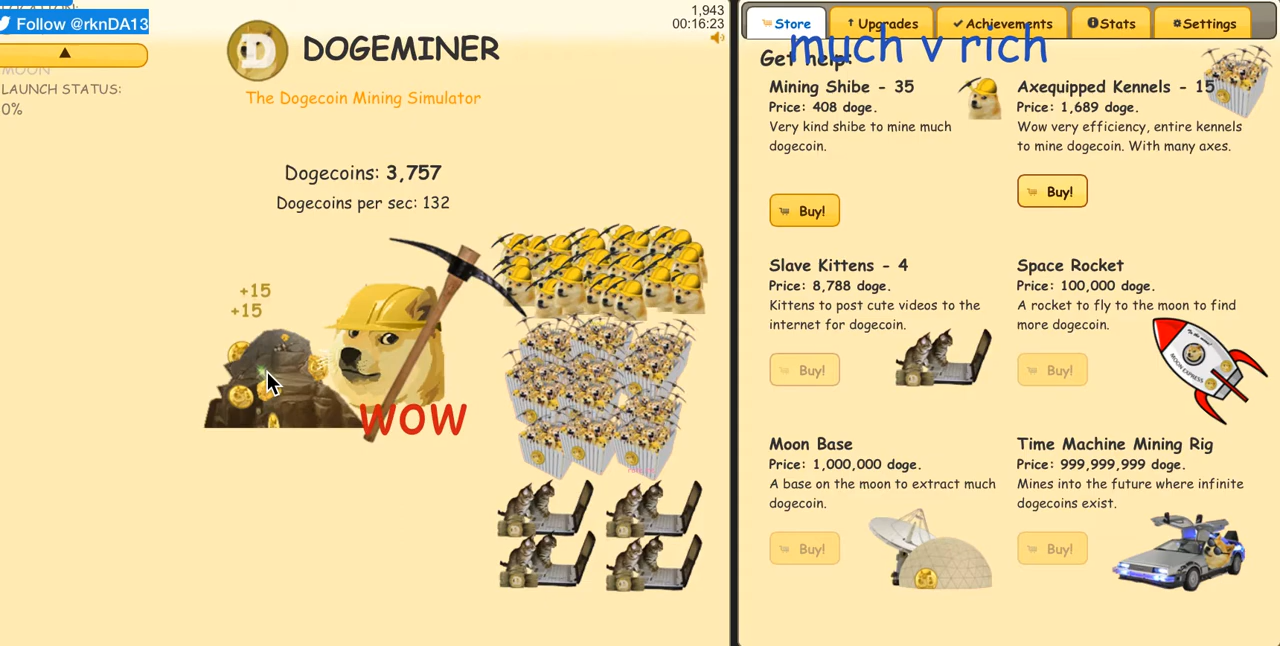 Follow @rknDA13
▲
MOON
LAUNCH STATUS:
0%
DOGEMINER
The Dogecoin Mining Simulator
1,943
00:16:23
Dogecoins: 3,757
Dogecoins per sec: 132
+15
+15
wow
Store
Upgrades
Achievements
Stats
Settings
much v rich
Get help:
Mining Shibe - 35
Price: 408 doge.
Very kind shibe to mine much
dogecoin.
Buy!
Axequipped Kennels - 15
Price: 1,689 doge.
Wow very efficiency, entire kennels
to mine dogecoin. With many axes.
Buy!
Slave Kittens - 4
Price: 8,788 doge.
Kittens to post cute videos to the
internet for dogecoin.
Buy!
Space Rocket
Price: 100,000 doge.
A rocket to fly to the moon to find
more dogecoin.
Buy!
MOON EXPRESS
Moon Base
Price: 1,000,000 doge.
A base on the moon to extract much
dogecoin.
Buy!
Time Machine Mining Rig
Price: 999,999,999 doge.
Mines into the future where infinite
dogecoins exist.
Buy!